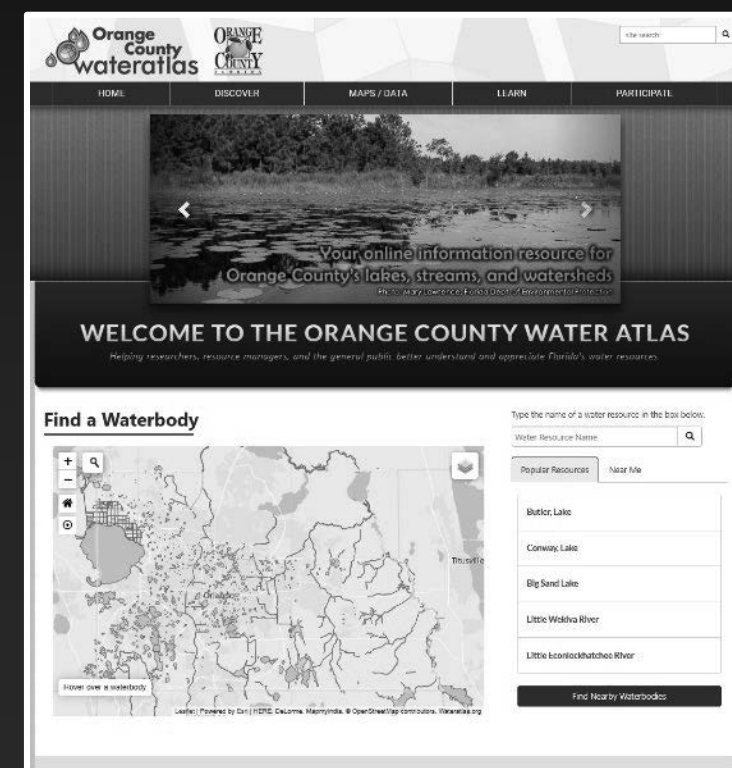 Orange
County
wateratlas
ORANGE
COUNTY
FLORIDA
site search
HOME
DISCOVER
MAPS / DATA
LEARN
PARTICIPATE
Your online information resource for
Orange County's lakes, streams, and watersheds
Photo: Mary Lawrence, Florida Dept of Environmental Protection
WELCOME TO THE ORANGE COUNTY WATER ATLAS
Helping researchers, resource managers, and the general public better understand and appreciate Florida's water resources.
Find a Waterbody
Type the name of a water resource in the box below.
Water Resource Name
Popular Resources
Near Me
Butler, Lake
Conway, Lake
Big Sand Lake
Little Wekiva River
Little Econlockhatchee River
Find Nearby Waterbodies
+
−
Titusville
Orlando
Hover over a waterbody
Leaflet | Powered by Esri | HERE, DeLorme, MapmyIndia, © OpenStreetMap contributors, Wateratlas.org